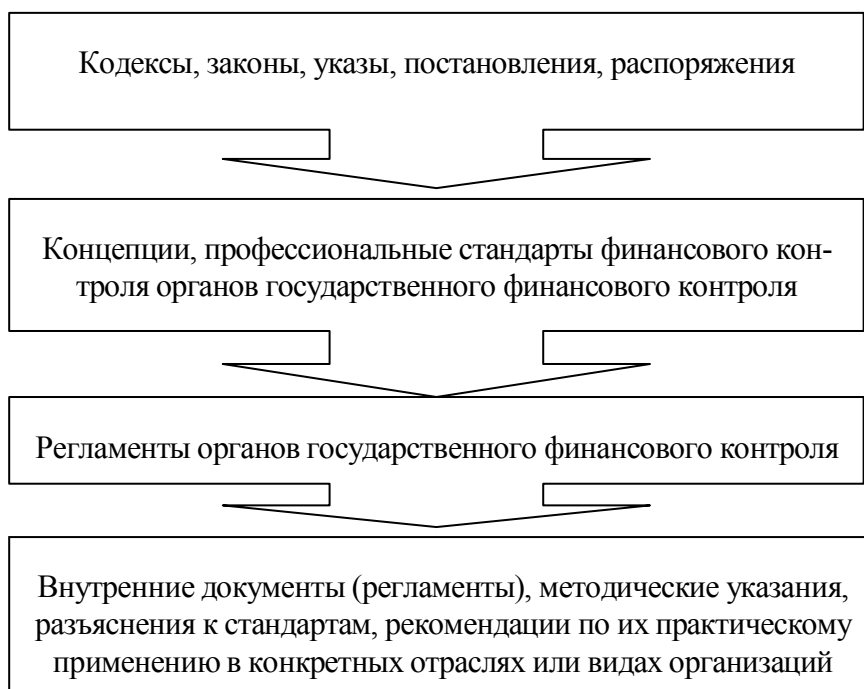 Кодексы, законы, указы, постановления, распоряжения
Концепции, профессиональные стандарты финансового кон-
троля органов государственного финансового контроля
Регламенты органов государственного финансового контроля
Внутренние документы (регламенты), методические указания,
разъяснения к стандартам, рекомендации по их практическому
применению в конкретных отраслях или видах организаций